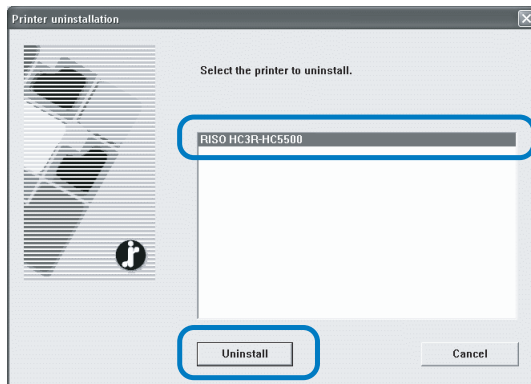 Printer uninstallation
Select the printer to uninstall.
RISO HC3R-HC5500
Uninstall
Cancel